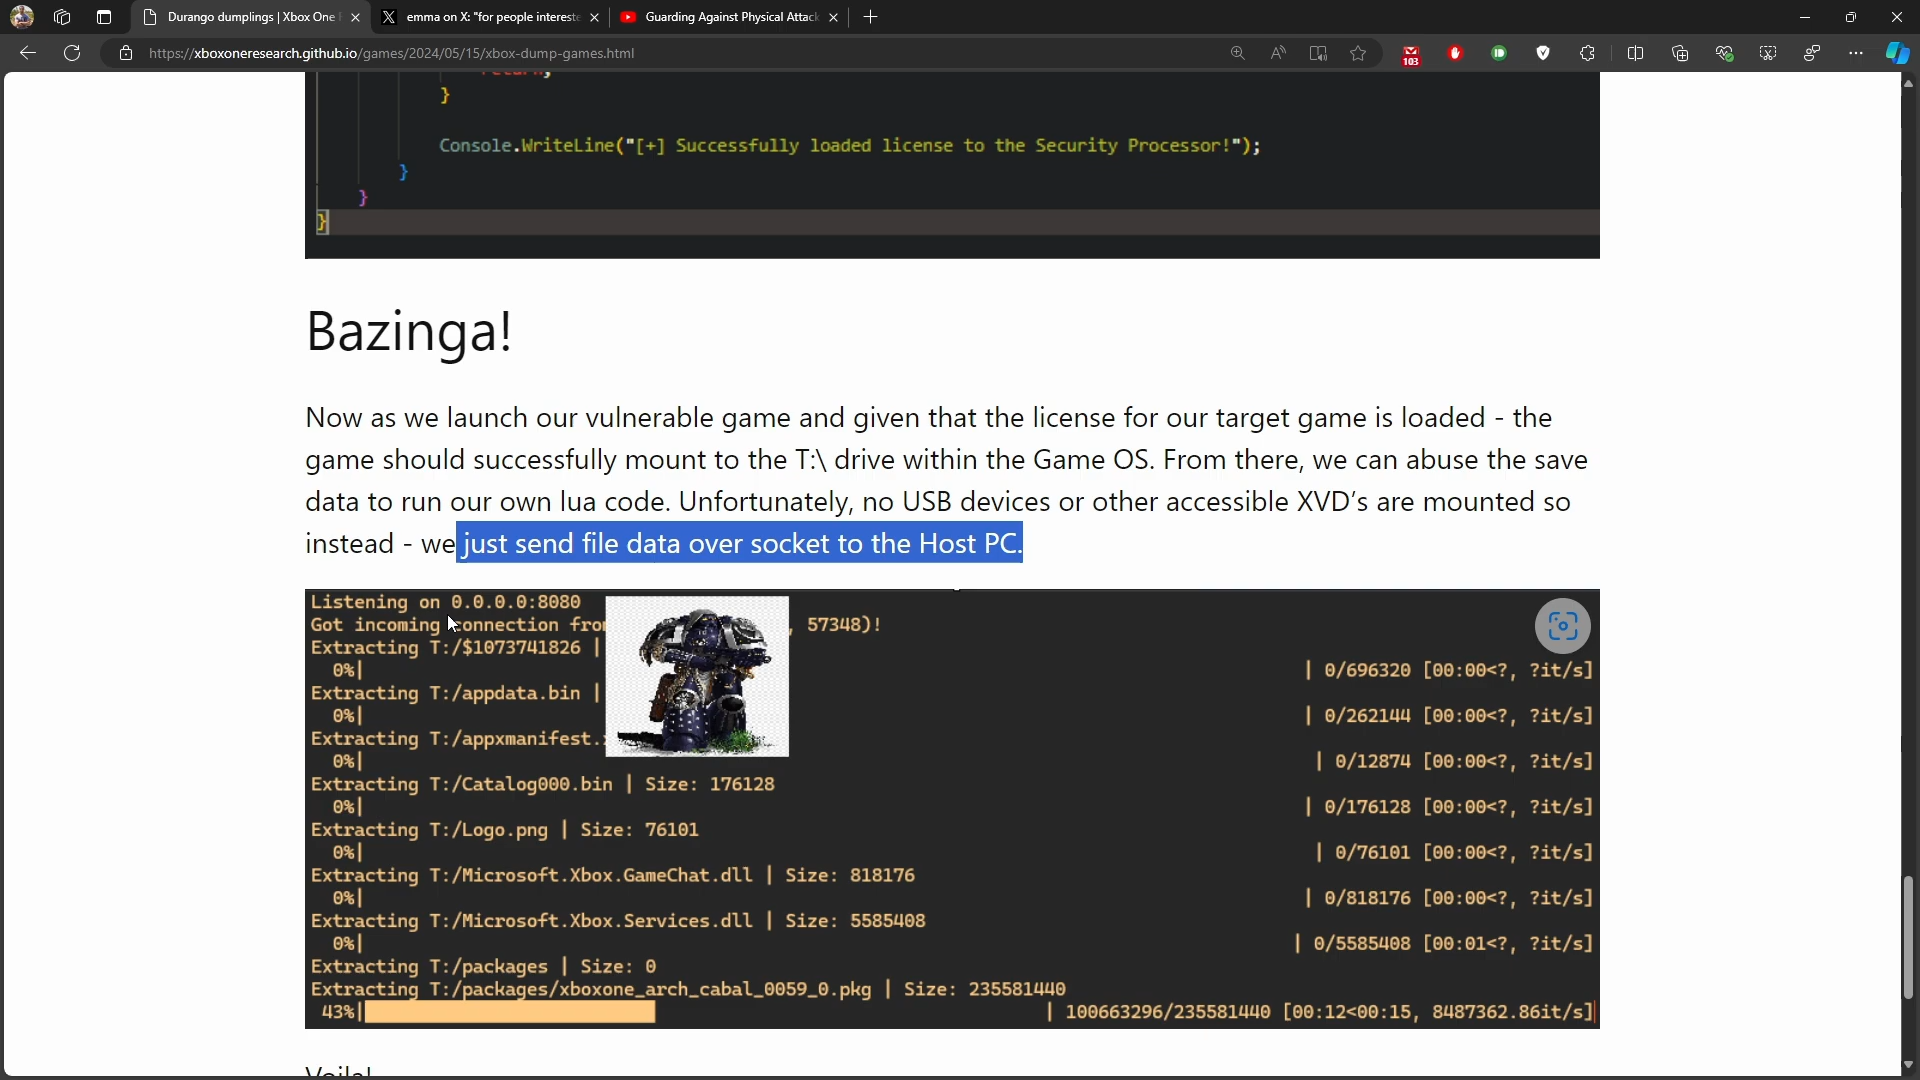 Durango dumplings | Xbox One
emma on X: "for people intereste
Guarding Against Physical Attack
https://xboxoneresearch.github.io/games/2024/05/15/xbox-dump-games.html
103
}
Console.WriteLine("[+] Successfully loaded license to the Security Processor!");
}
}
}
Bazinga!
Now as we launch our vulnerable game and given that the license for our target game is loaded - the
game should successfully mount to the T:\ drive within the Game OS. From there, we can abuse the save
data to run our own lua code. Unfortunately, no USB devices or other accessible XVD's are mounted so
instead - we just send file data over socket to the Host PC.
Listening on 0.0.0.0:8080
Got incoming connection from , 57348)!
Extracting T:/$1073741826 |
0%| | 0/696320 [00:00<?, ?it/s]
Extracting T:/appdata.bin |
0%| | 0/262144 [00:00<?, ?it/s]
Extracting T:/appxmanifest.
0%| | 0/12874 [00:00<?, ?it/s]
Extracting T:/Catalog000.bin | Size: 176128
0%| | 0/176128 [00:00<?, ?it/s]
Extracting T:/Logo.png | Size: 76101
0%| | 0/76101 [00:00<?, ?it/s]
Extracting T:/Microsoft.Xbox.GameChat.dll | Size: 818176
0%| | 0/818176 [00:00<?, ?it/s]
Extracting T:/Microsoft.Xbox.Services.dll | Size: 5585408
0%| | 0/5585408 [00:01<?, ?it/s]
Extracting T:/packages | Size: 0
Extracting T:/packages/xboxone_arch_cabal_0059_0.pkg | Size: 235581440
43%| | 100663296/235581440 [00:12<00:15, 8487362.86it/s]